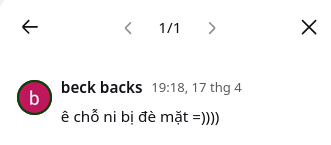 1/1
b
beck backs 19:18, 17 thg 4
ê chỗ ni bị đè mặt =))))